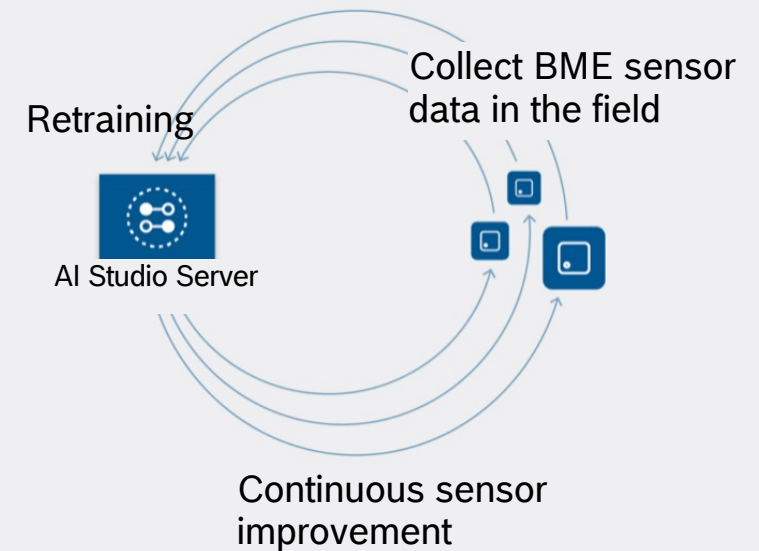 Collect BME sensor
data in the field
Retraining
AI Studio Server
Continuous sensor
improvement